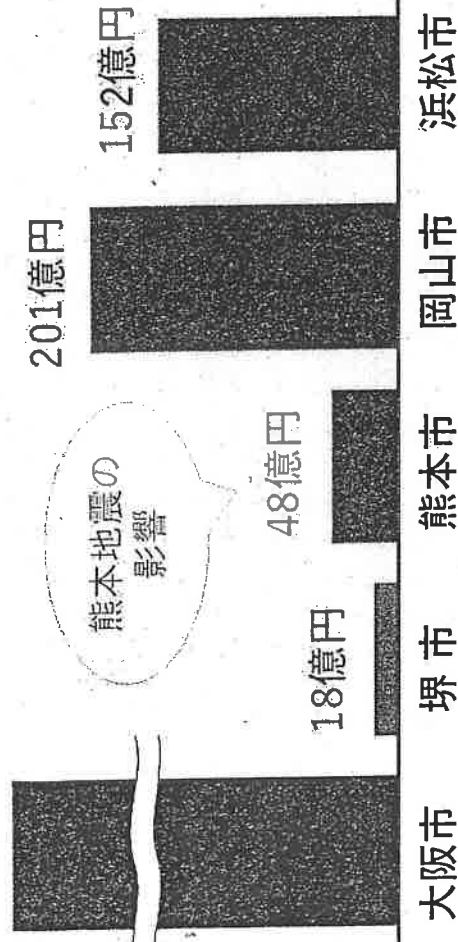 熊本地震の
影響
18億円
48億円
201億円
152億円
大阪市
堺市
熊本市
岡山市
浜松市